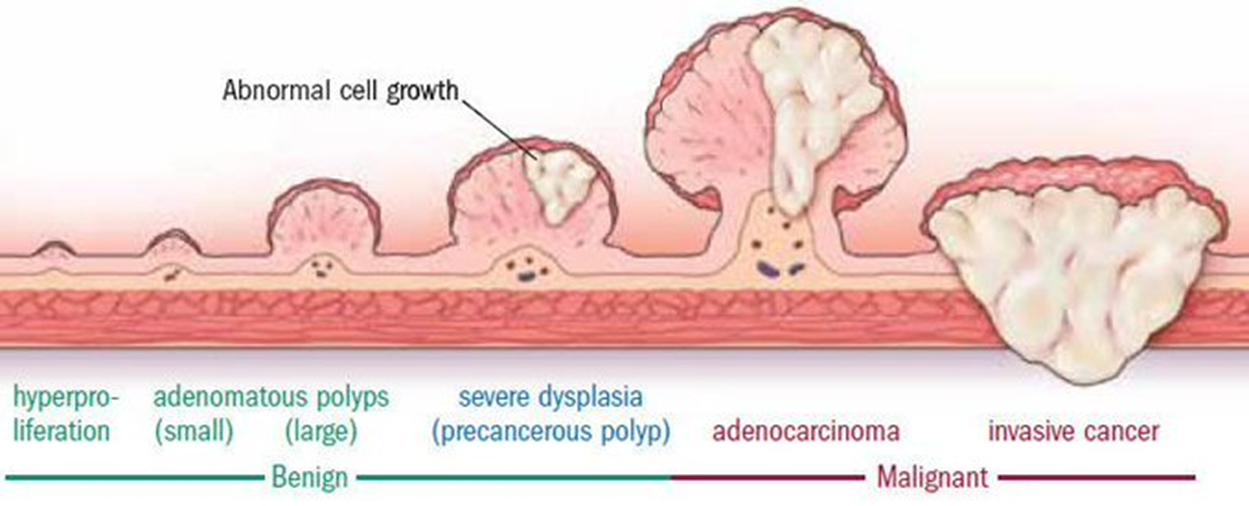 Abnormal cell growth
hyperpro-
liferation
adenomatous polyps
(small) (large)
severe dysplasia
(precancerous polyp)
adenocarcinoma
invasive cancer
Benign
Malignant